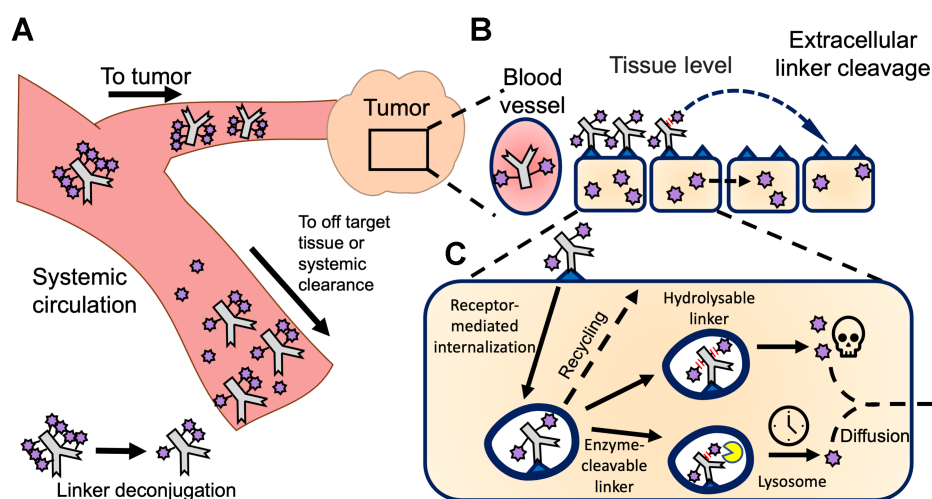 A
To tumor
Tumor
To off target
tissue or
systemic
clearance
Systemic
circulation
Linker deconjugation
B
Blood
vessel
Tissue level
Extracellular
linker cleavage
C
Receptor-
mediated
internalization
Recycling
Hydrolysable
linker
Enzyme-
cleavable
linker
Lysosome
Diffusion